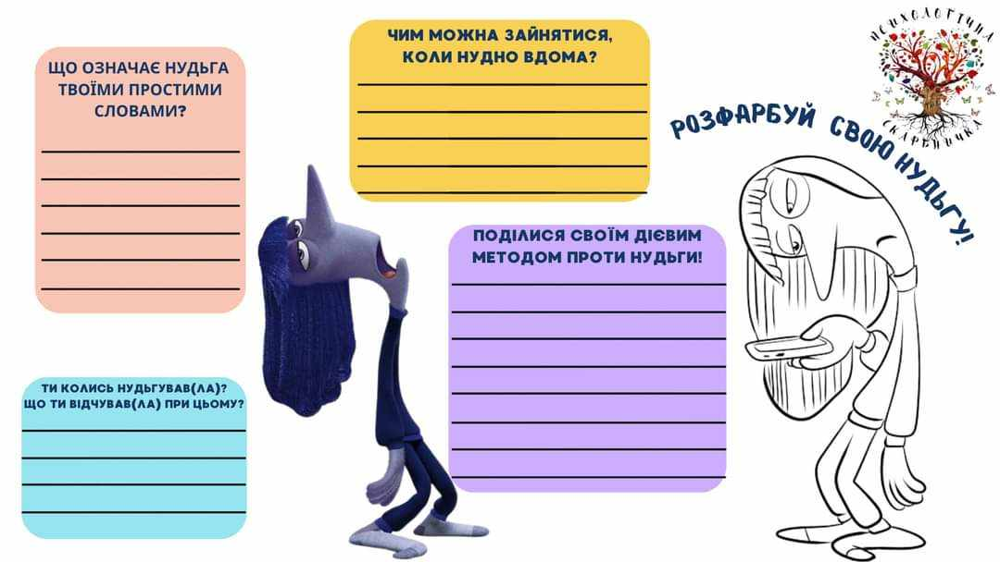 ЩО ОЗНАЧАЄ НУДЬГА
ТВОЇМИ ПРОСТИМИ
СЛОВАМИ?
ЧИМ МОЖНА ЗАЙНЯТИСЯ,
КОЛИ НУДНО ВДОМА?
ПСИХОЛОГІЧНА
СКАРБНИЧКА
РОЗФАРБУЙ СВОЮ НУДЬГУ!
ПОДІЛИСЯ СВОЇМ ДІЄВИМ
МЕТОДОМ ПРОТИ НУДЬГИ!
ТИ КОЛИСЬ НУДЬГУВАВ(ЛА)?
ЩО ТИ ВІДЧУВАВ(ЛА) ПРИ ЦЬОМУ?